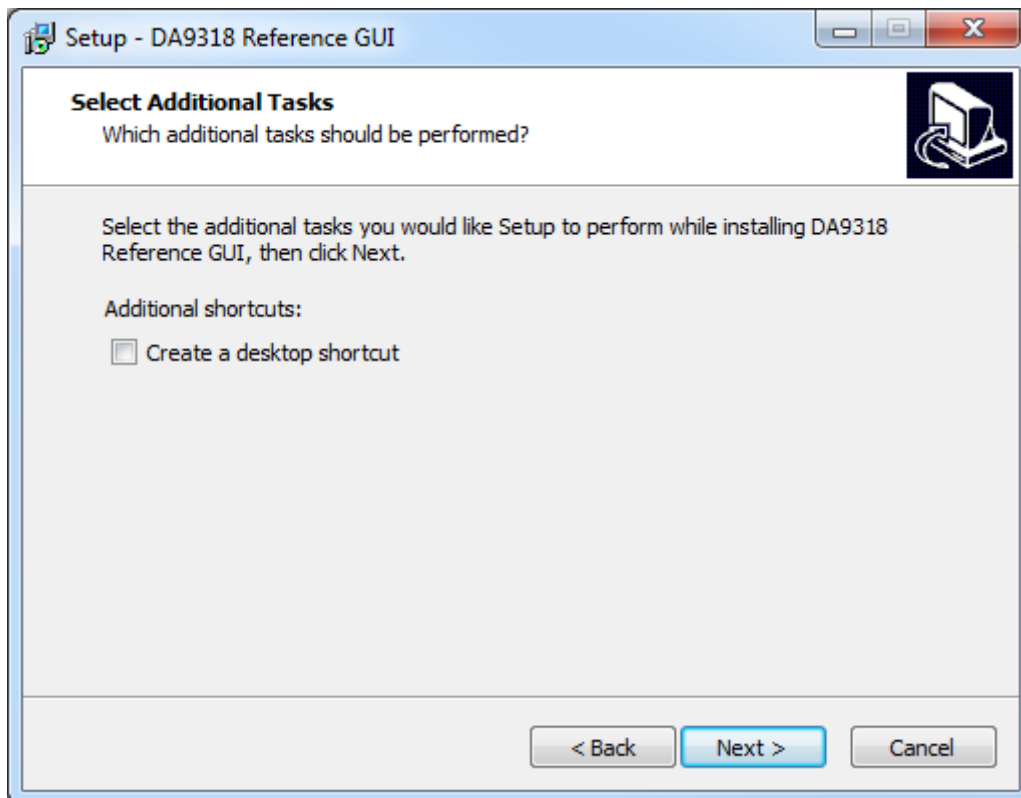 Setup - DA9318 Reference GUI
Select Additional Tasks
Which additional tasks should be performed?
Select the additional tasks you would like Setup to perform while installing DA9318
Reference GUI, then click Next.
Additional shortcuts:
Create a desktop shortcut
< Back
Next >
Cancel